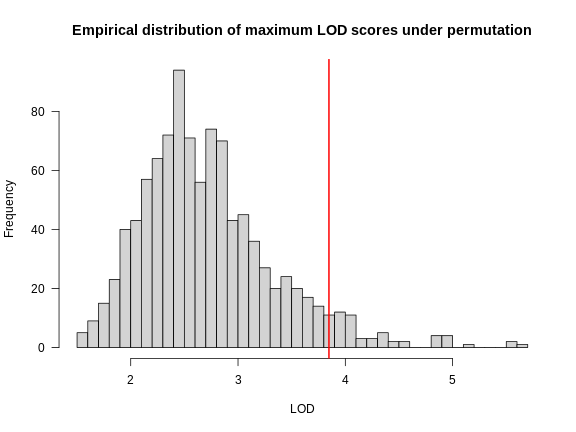 Empirical distribution of maximum LOD scores under permutation
Frequency
80
60
40
20
0
2 3 4 5
LOD